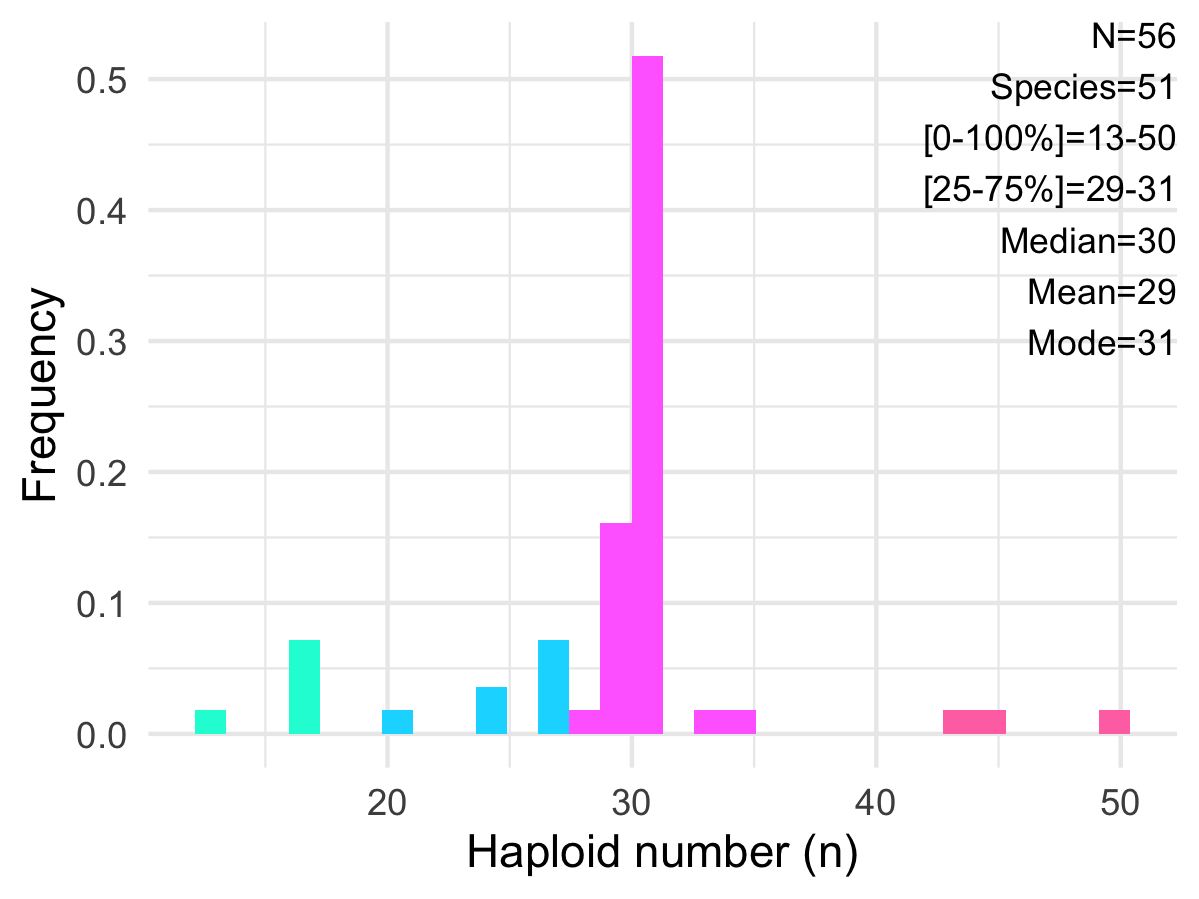 N=56
Species=51
[0-100%]=13-50
[25-75%]=29-31
Median=30
Mean=29
Mode=31
Frequency
0.5
0.4
0.3
0.2
0.1
0.0
20 30 40 50
Haploid number (n)